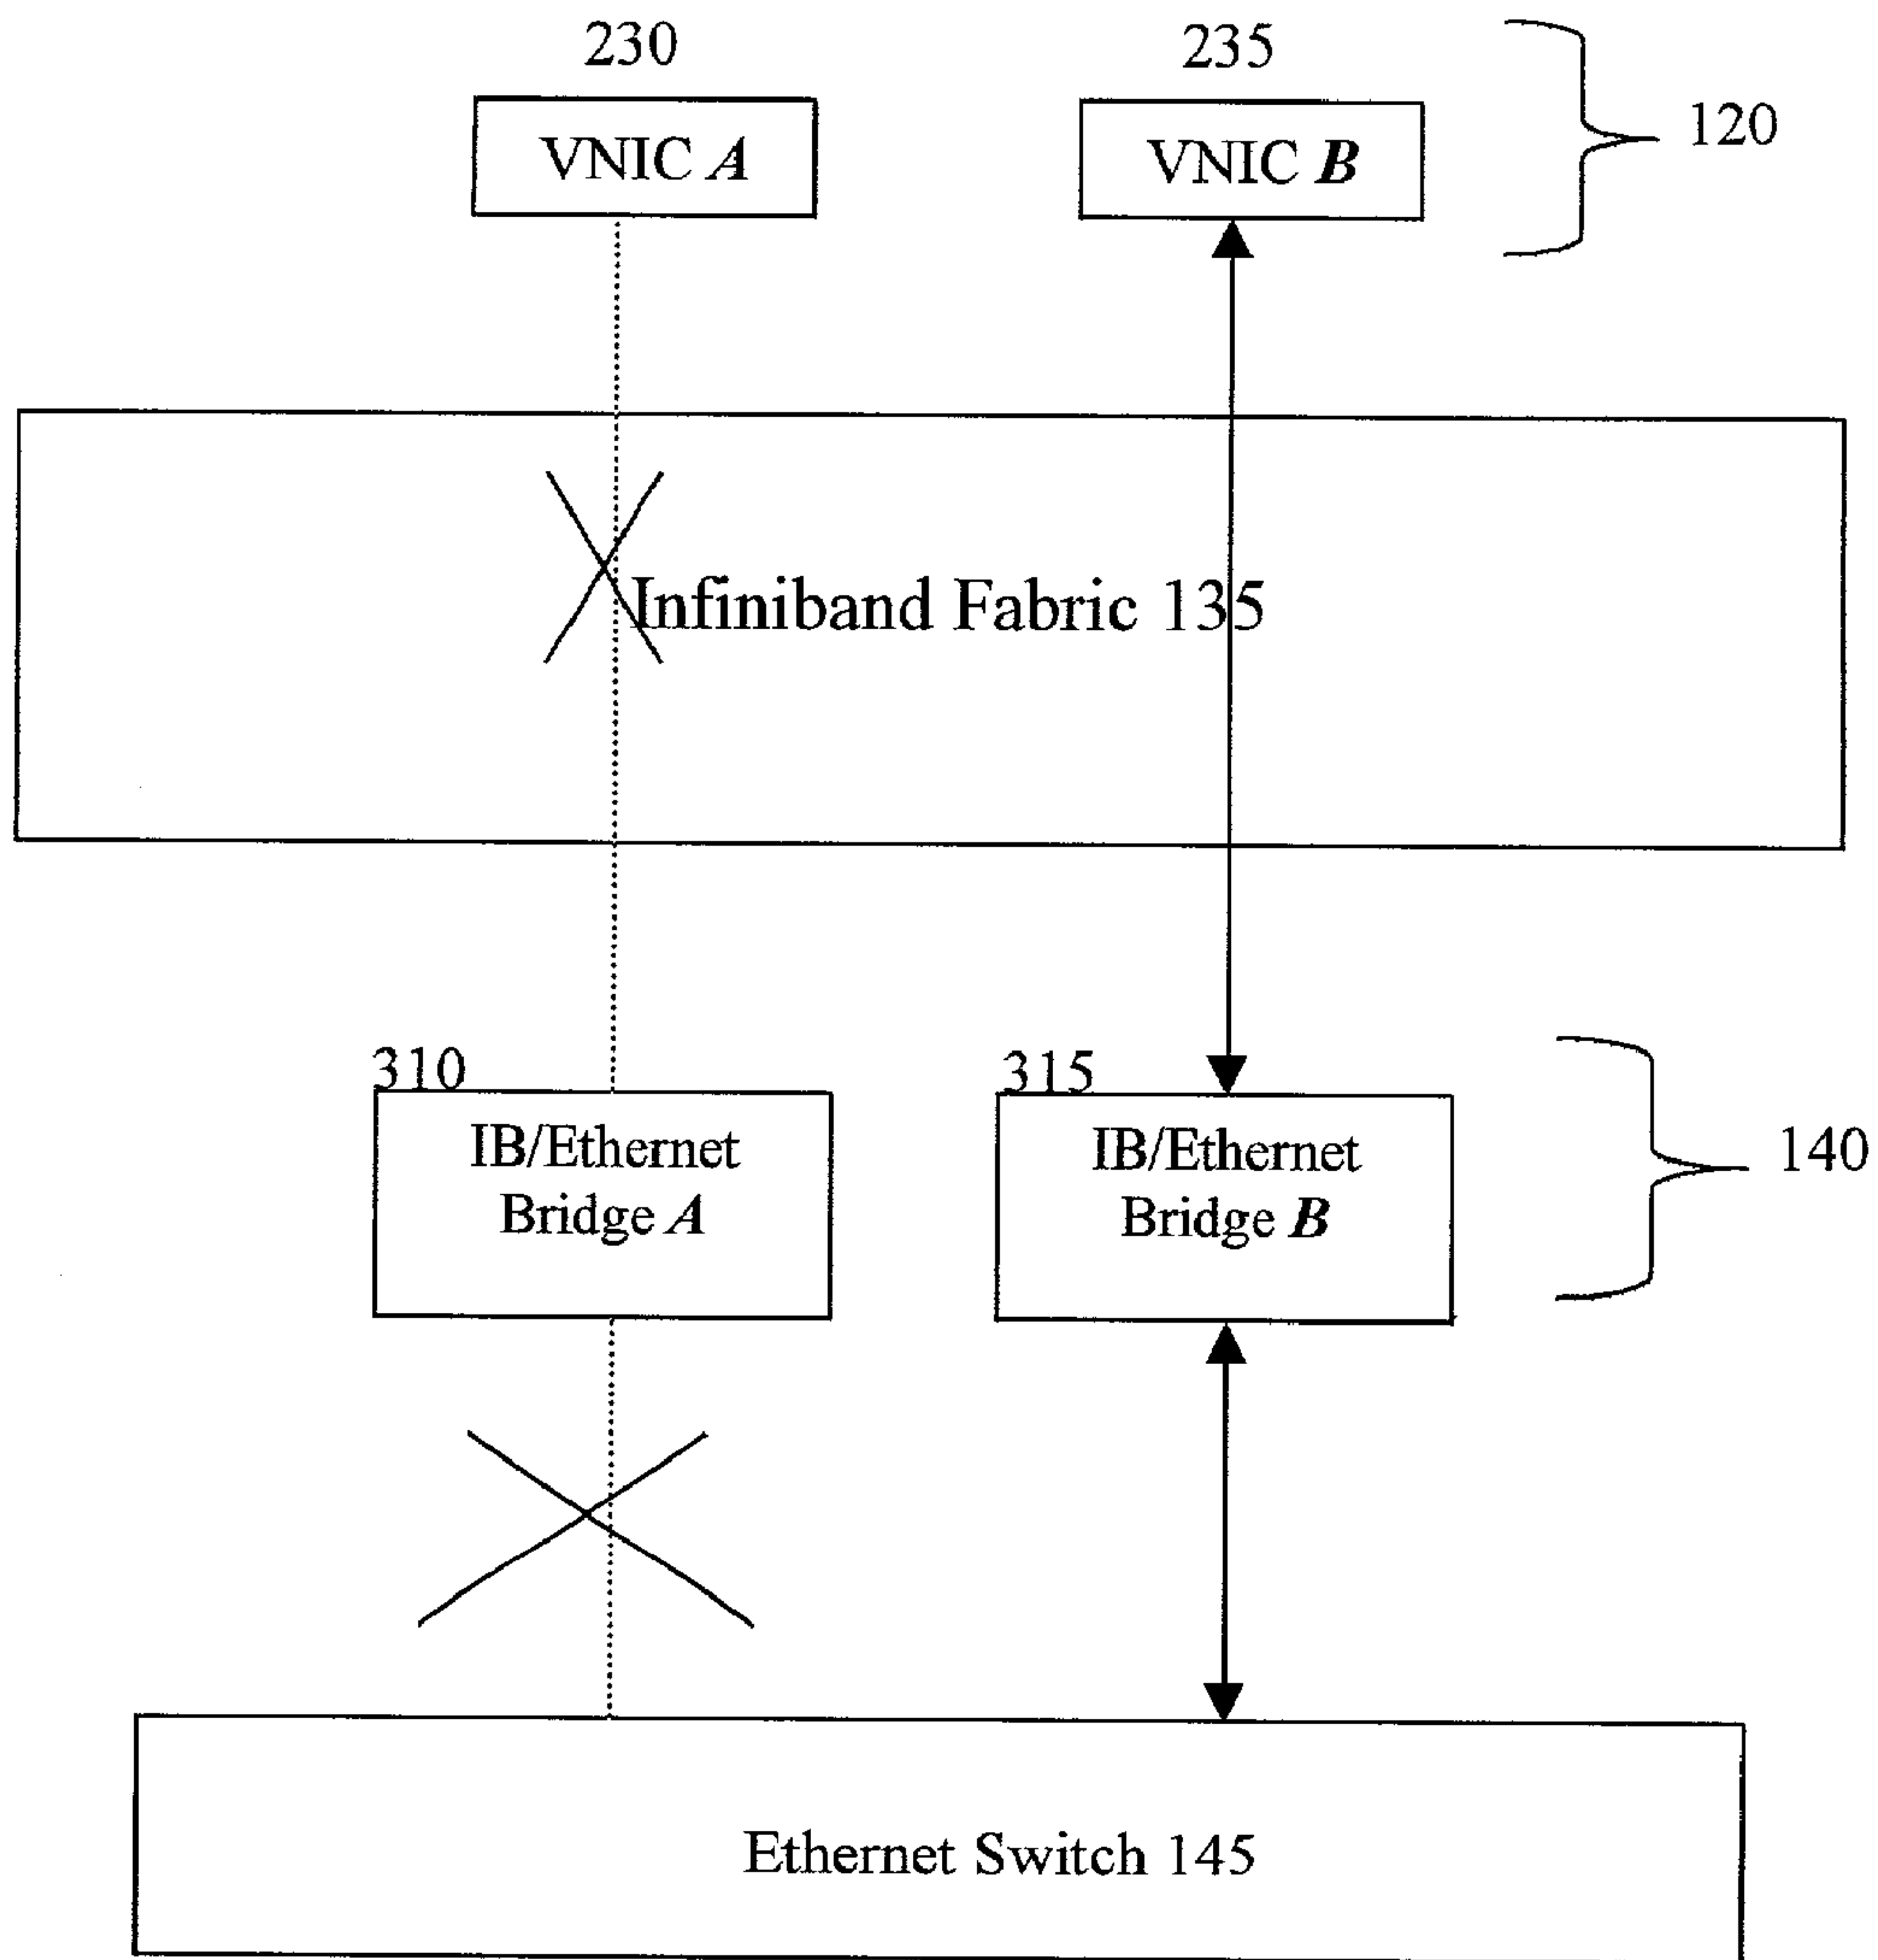 230
235
VNIC A
VNIC B
120
Infiniband Fabric 135
310
315
IB/Ethernet
Bridge A
IB/Ethernet
Bridge B
140
Ethernet Switch 145